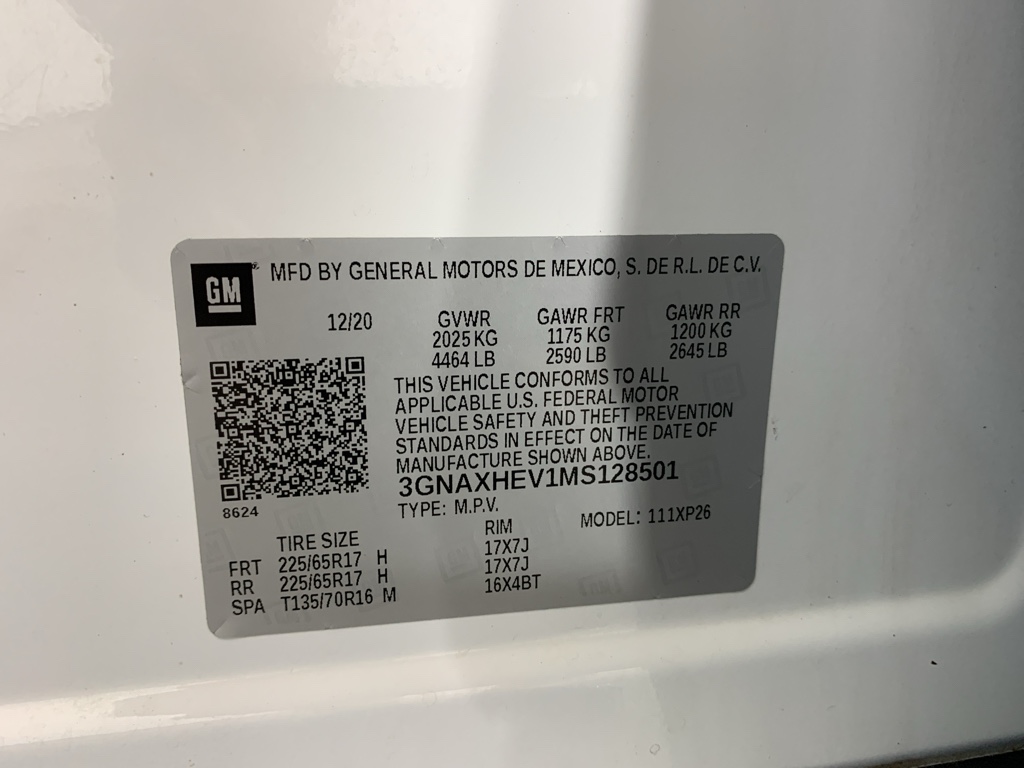 GM
MFD BY GENERAL MOTORS DE MEXICO, S. DE R.L. DE C.V.
12/20 GVWR GAWR FRT GAWR RR
2025 KG 1175 KG 1200 KG
4464 LB 2590 LB 2645 LB
THIS VEHICLE CONFORMS TO ALL
APPLICABLE U.S. FEDERAL MOTOR
VEHICLE SAFETY AND THEFT PREVENTION
STANDARDS IN EFFECT ON THE DATE OF
MANUFACTURE SHOWN ABOVE.
3GNAXHEV1MS128501
8624
TYPE: M.P.V. MODEL: 111XP26
TIRE SIZE RIM
FRT 225/65R17 H 17X7J
RR 225/65R17 H 17X7J
SPA T135/70R16 M 16X4BT